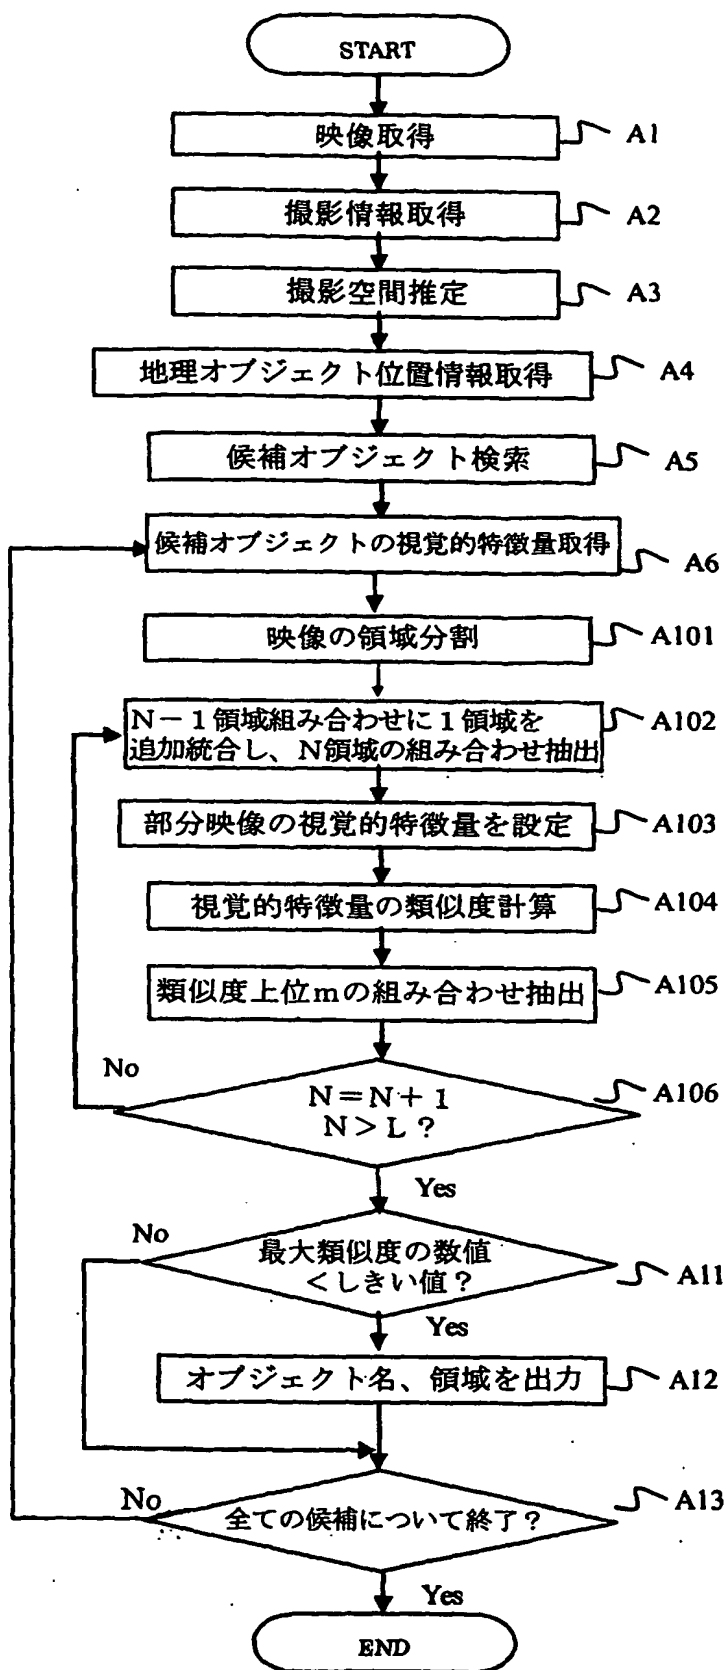 START
映像取得
A1
撮影情報取得
A2
撮影空間推定
A3
地理オブジェクト位置情報取得
A4
候補オブジェクト検索
A5
候補オブジェクトの視覚的特徴量取得
A6
映像の領域分割
A101
N－1領域組み合わせに1領域を
追加統合し、N領域の組み合わせ抽出
A102
部分映像の視覚的特徴量を設定
A103
視覚的特徴量の類似度計算
A104
類似度上位mの組み合わせ抽出
A105
No
N＝N＋1
N＞L？
A106
Yes
No
最大類似度の数値
＜しきい値？
A11
Yes
オブジェクト名、領域を出力
A12
No
全ての候補について終了？
A13
Yes
END